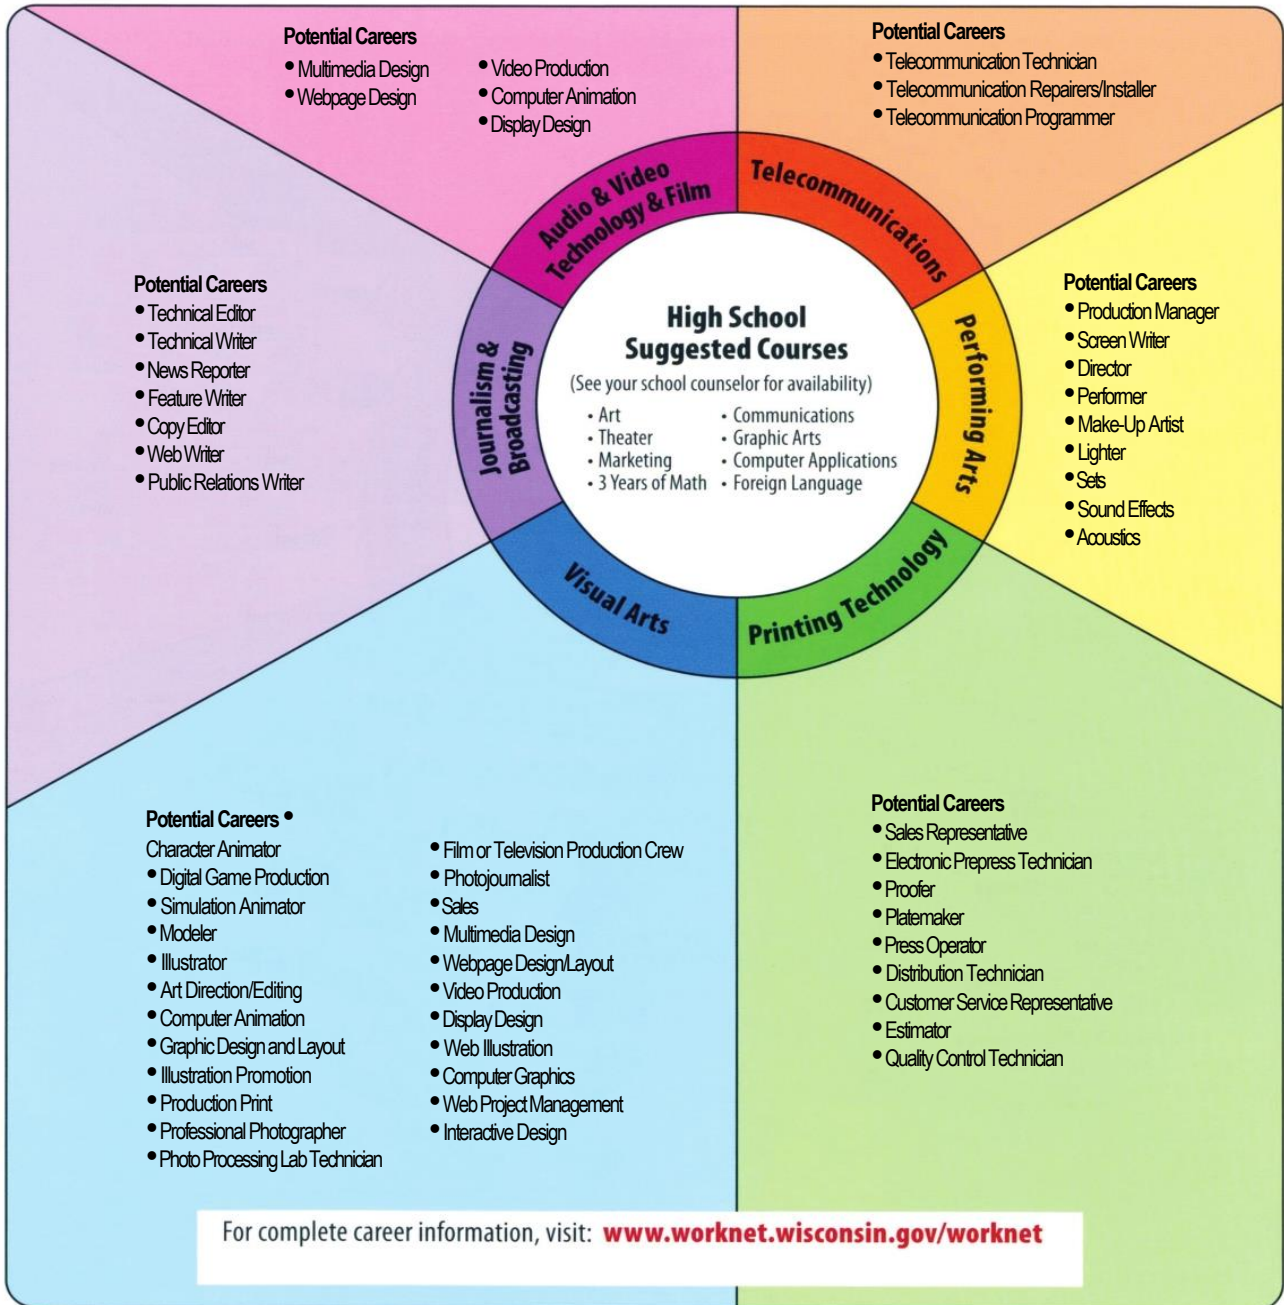 Potential Careers
• Multimedia Design
• Webpage Design
• Video Production
• Computer Animation
• Display Design
Potential Careers
• Telecommunication Technician
• Telecommunication Repairers/Installer
• Telecommunication Programmer
Audio & Video
Technology & Film
Telecommunications
Potential Careers
• Technical Editor
• Technical Writer
• News Reporter
• Feature Writer
• Copy Editor
• Web Writer
• Public Relations Writer
Journalism &
Broadcasting
High School
Suggested Courses
(See your school counselor for availability)
• Art
• Theater
• Marketing
• 3 Years of Math
• Communications
• Graphic Arts
• Computer Applications
• Foreign Language
Performing Arts
Potential Careers
• Production Manager
• Screen Writer
• Director
• Performer
• Make-Up Artist
• Lighter
• Sets
• Sound Effects
• Acoustics
Visual Arts
Printing Technology
Potential Careers •
Character Animator
• Digital Game Production
• Simulation Animator
• Modeler
• Illustrator
• Art Direction/Editing
• Computer Animation
• Graphic Design and Layout
• Illustration Promotion
• Production Print
• Professional Photographer
• Photo Processing Lab Technician
• Film or Television Production Crew
• Photojournalist
• Sales
• Multimedia Design
• Webpage Design/Layout
• Video Production
• Display Design
• Web Illustration
• Computer Graphics
• Web Project Management
• Interactive Design
Potential Careers
• Sales Representative
• Electronic Prepress Technician
• Proofer
• Platemaker
• Press Operator
• Distribution Technician
• Customer Service Representative
• Estimator
• Quality Control Technician
For complete career information, visit: www.worknet.wisconsin.gov/worknet